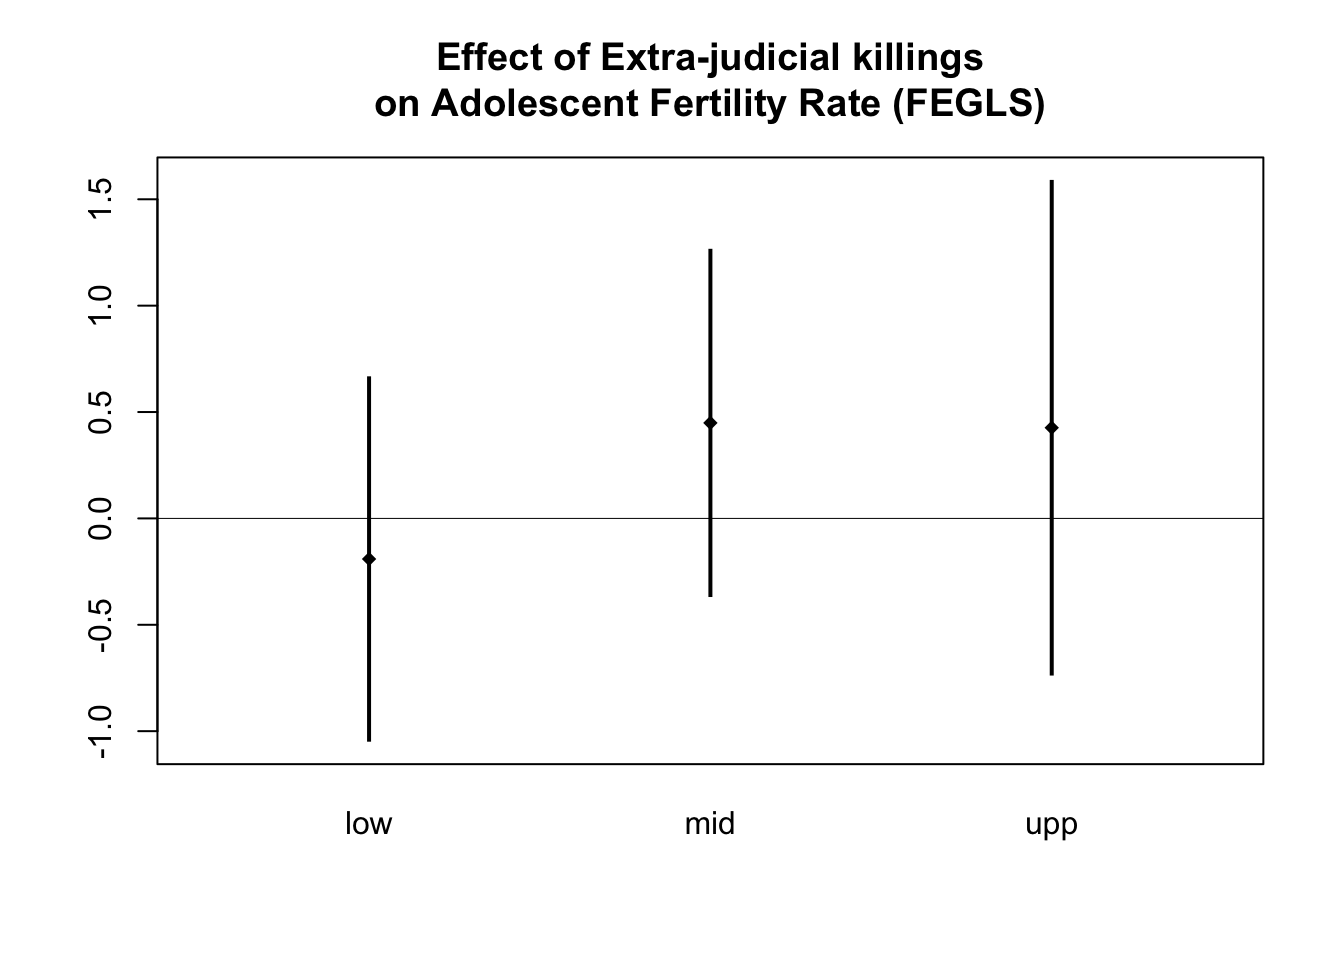 Effect of Extra-judicial killings
on Adolescent Fertility Rate (FEGLS)
1.5
1.0
0.5
0.0
-0.5
-1.0
low mid upp